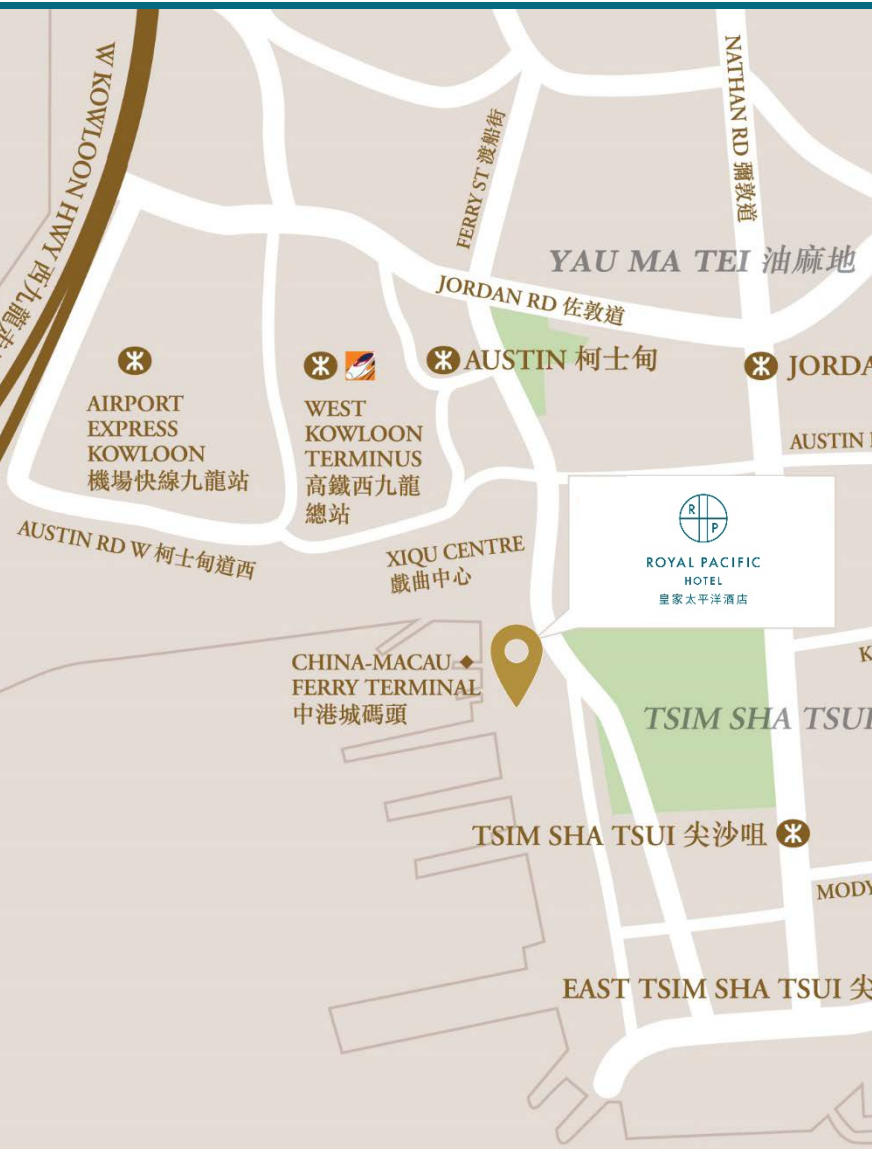 W KOWLOON HWY 西九龍
NATHAN RD 彌敦道
FERRY ST 渡船街
YAU MA TEI 油麻地
JORDAN RD 佐敦道
AUSTIN 柯士甸
JORDA
AIRPORT
EXPRESS
KOWLOON
機場快線九龍站
WEST
KOWLOON
TERMINUS
高鐵西九龍
總站
AUSTIN
R P
ROYAL PACIFIC
HOTEL
皇家太平洋酒店
AUSTIN RD W 柯士甸道西
XIQU CENTRE
戲曲中心
CHINA-MACAU
FERRY TERMINAL
中港城碼頭
K
TSIM SHA TSUI
TSIM SHA TSUI 尖沙咀
MODY
EAST TSIM SHA TSUI 尖